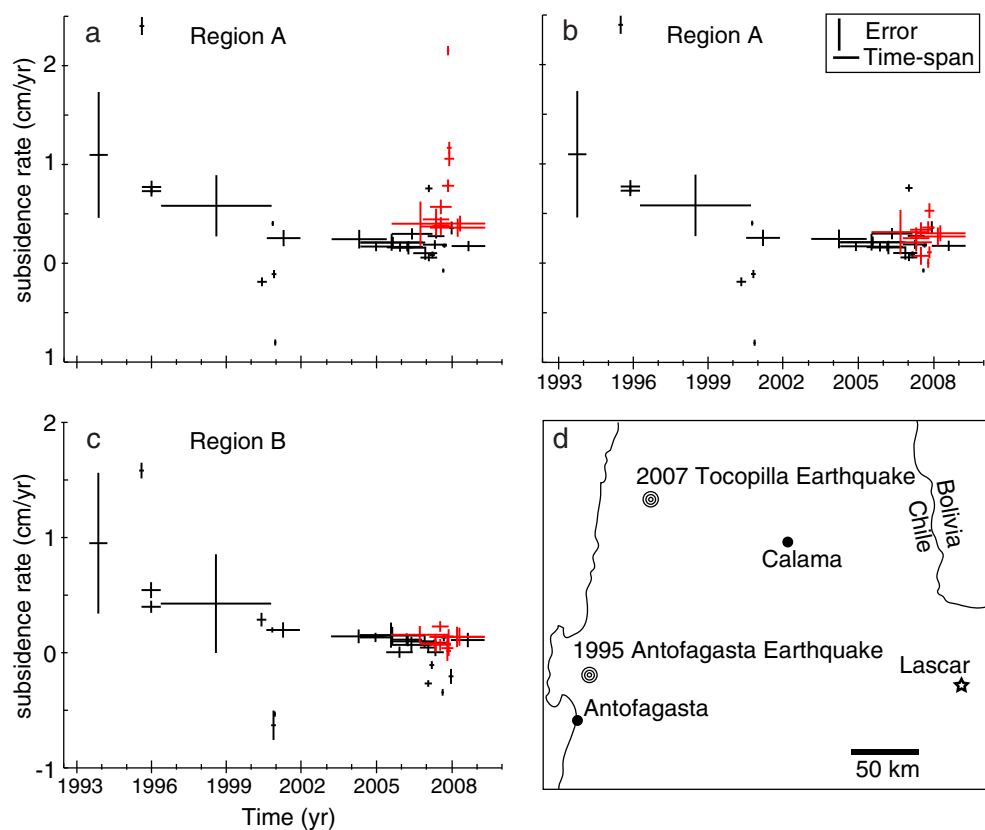 a
Region A
2
1
0
1
subsidence rate (cm/yr)
b
Region A
Error
Time-span
1993
1996
1999
2002
2005
2008
c
Region B
2
1
0
-1
subsidence rate (cm/yr)
1993
1996
1999
2002
2005
2008
Time (yr)
d
2007 Tocopilla Earthquake
Bolivia
Chile
Calama
1995 Antofagasta Earthquake
Lascar
Antofagasta
50 km